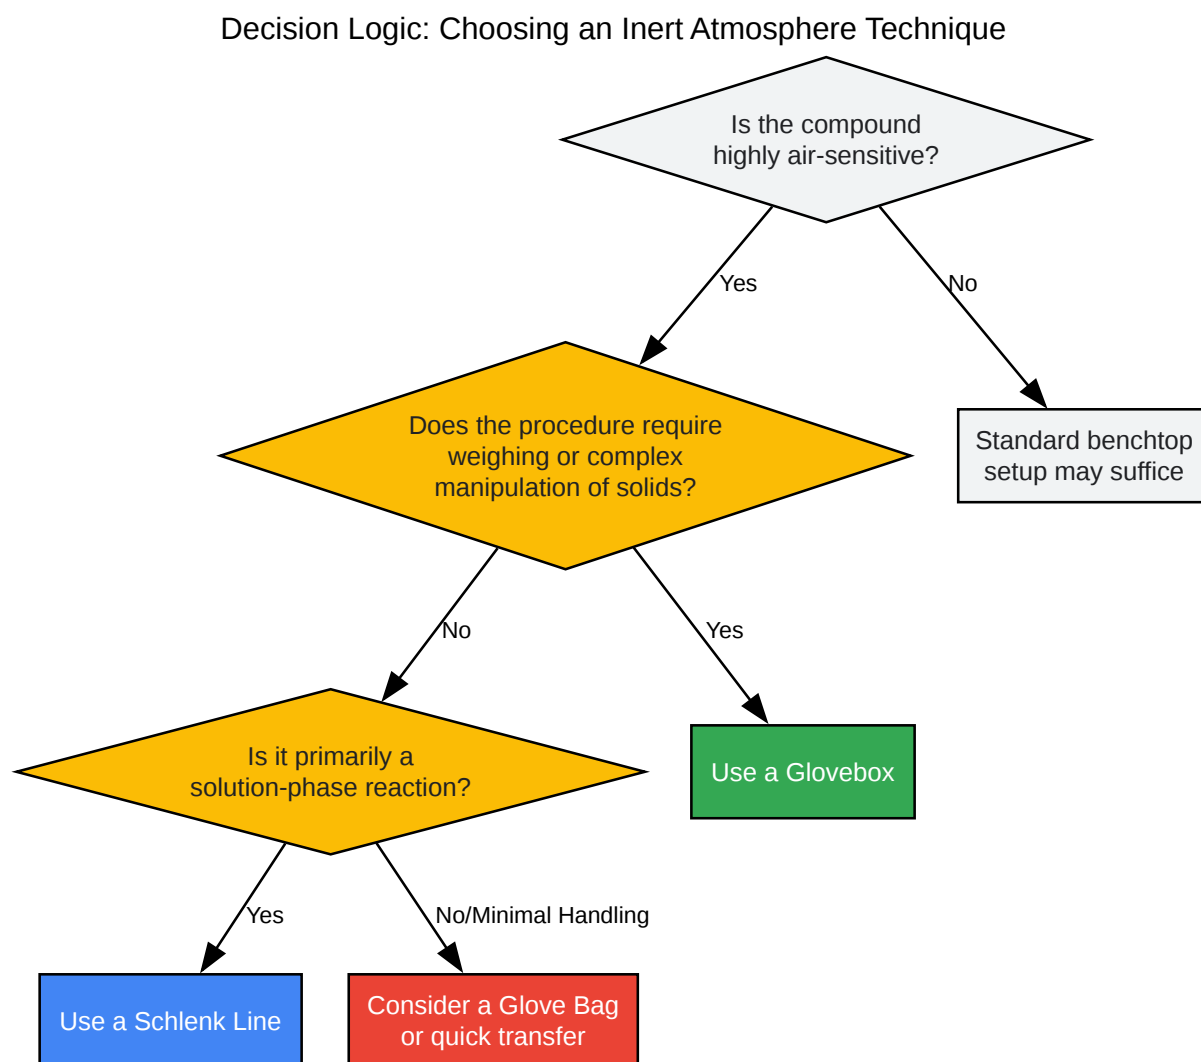 Decision Logic: Choosing an Inert Atmosphere Technique
Is the compound
highly air-sensitive?
Yes
No
Does the procedure require
weighing or complex
manipulation of solids?
Standard benchtop
setup may suffice
No
Yes
Is it primarily a
solution-phase reaction?
Use a Glovebox
Yes
No/Minimal Handling
Use a Schlenk Line
Consider a Glove Bag
or quick transfer